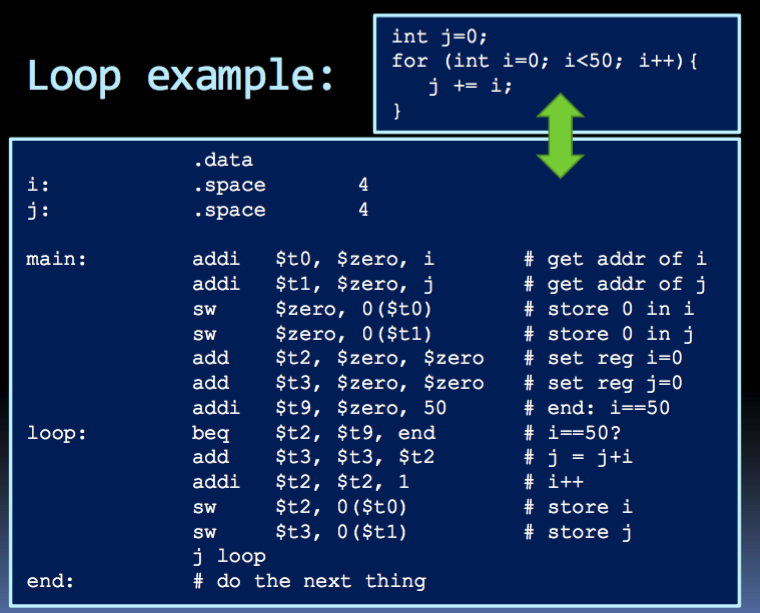 Loop example:
int j=0;
for (int i=0; i<50; i++){
j += i;
}
.data
i: .space 4
j: .space 4
main: addi $t0, $zero, i # get addr of i
addi $t1, $zero, j # get addr of j
sw $zero, 0($t0) # store 0 in i
sw $zero, 0($t1) # store 0 in j
add $t2, $zero, $zero # set reg i=0
add $t3, $zero, $zero # set reg j=0
addi $t9, $zero, 50 # end: i==50
loop: beq $t2, $t9, end # i==50?
add $t3, $t3, $t2 # j = j+i
addi $t2, $t2, 1 # i++
sw $t2, 0($t0) # store i
sw $t3, 0($t1) # store j
j loop
end: # do the next thing